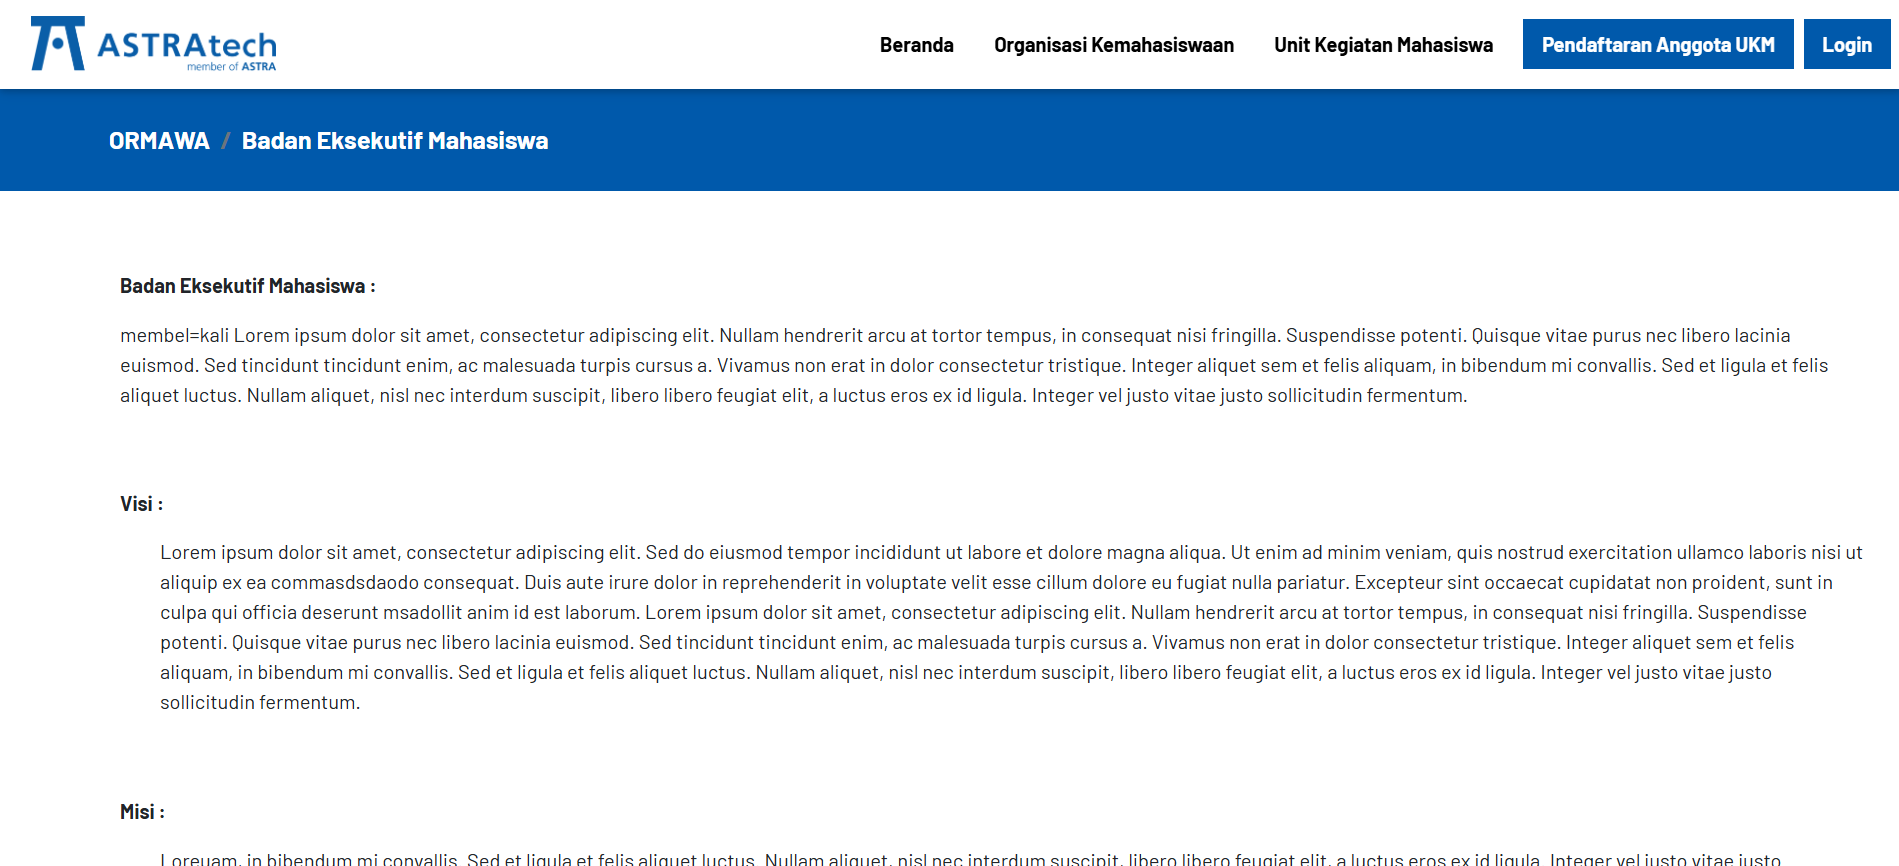 ASTRAtech
member of ASTRA
Beranda Organisasi Kemahasiswaan Unit Kegiatan Mahasiswa Pendaftaran Anggota UKM Login
ORMAWA / Badan Eksekutif Mahasiswa
Badan Eksekutif Mahasiswa :
membel=kali Lorem ipsum dolor sit amet, consectetur adipiscing elit. Nullam hendrerit arcu at tortor tempus, in consequat nisi fringilla. Suspendisse potenti. Quisque vitae purus nec libero lacinia
euismod. Sed tincidunt tincidunt enim, ac malesuada turpis cursus a. Vivamus non erat in dolor consectetur tristique. Integer aliquet sem et felis aliquam, in bibendum mi convallis. Sed et ligula et felis
aliquet luctus. Nullam aliquet, nisl nec interdum suscipit, libero libero feugiat elit, a luctus eros ex id ligula. Integer vel justo vitae justo sollicitudin fermentum.
Visi :
Lorem ipsum dolor sit amet, consectetur adipiscing elit. Sed do eiusmod tempor incididunt ut labore et dolore magna aliqua. Ut enim ad minim veniam, quis nostrud exercitation ullamco laboris nisi ut
aliquip ex ea commasdsdaodo consequat. Duis aute irure dolor in reprehenderit in voluptate velit esse cillum dolore eu fugiat nulla pariatur. Excepteur sint occaecat cupidatat non proident, sunt in
culpa qui officia deserunt msadollit anim id est laborum. Lorem ipsum dolor sit amet, consectetur adipiscing elit. Nullam hendrerit arcu at tortor tempus, in consequat nisi fringilla. Suspendisse
potenti. Quisque vitae purus nec libero lacinia euismod. Sed tincidunt tincidunt enim, ac malesuada turpis cursus a. Vivamus non erat in dolor consectetur tristique. Integer aliquet sem et felis
aliquam, in bibendum mi convallis. Sed et ligula et felis aliquet luctus. Nullam aliquet, nisl nec interdum suscipit, libero libero feugiat elit, a luctus eros ex id ligula. Integer vel justo vitae justo
sollicitudin fermentum.
Misi :
Loreuam, in bibendum mi convallis. Sed et ligula et felis aliquet luctus. Nullam aliquet, nisl nec interdum suscipit, libero libero feugiat elit, a luctus eros ex id ligula. Integer vel justo vitae justo